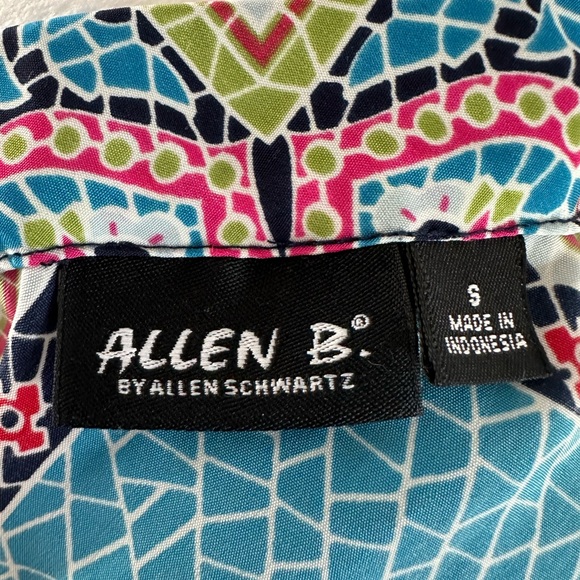 ALLEN B.®
BY ALLEN SCHWARTZ
S
MADE IN
INDONESIA